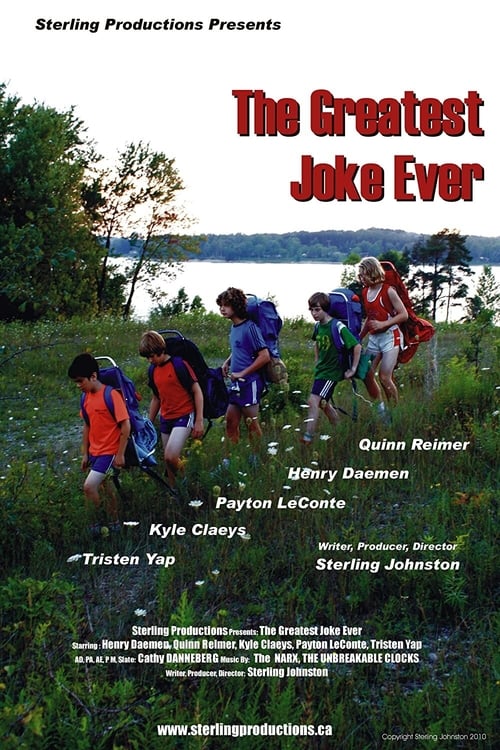 Sterling Productions Presents
The Greatest
Joke Ever
Quinn Reimer
Henry Daemen
Payton LeConte
Kyle Claeys
Tristen Yap
Writer, Producer, Director
Sterling Johnston
Sterling Productions Presents: The Greatest Joke Ever
Starring: Henry Daemen, Quinn Reimer, Kyle Claeys, Payton LeConte, Tristen Yap
AD, PA, AE, P M, Slate: Cathy DANNEBERG Music By: The NARX, THE UNBREAKABLE CLOCKS
Writer, Producer, Director: Sterling Johnston
www.sterlingproductions.ca
Copyright Sterling Johnston 2010